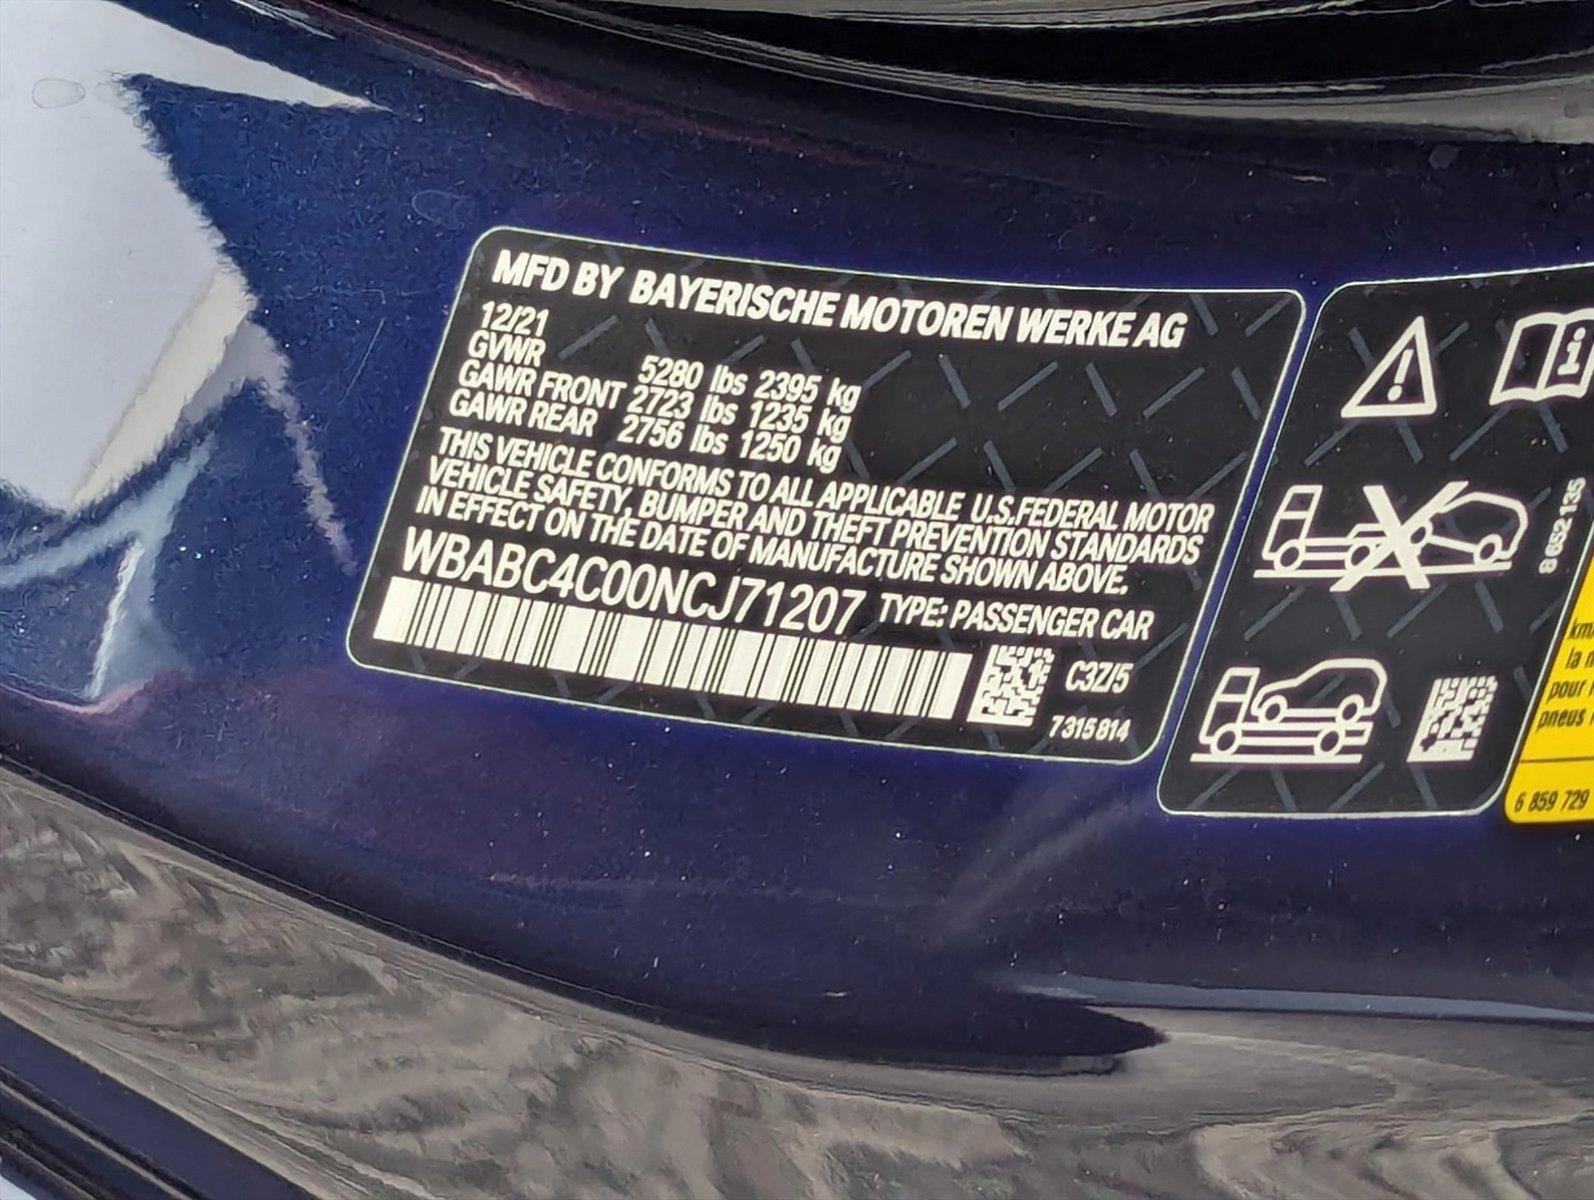 MFD BY BAYERISCHE MOTOREN WERKE AG
12/21
GVWR 5280 lbs 2395 kg
GAWR FRONT 2723 lbs 1235 kg
GAWR REAR 2756 lbs 1250 kg
THIS VEHICLE CONFORMS TO ALL APPLICABLE U.S.FEDERAL MOTOR
VEHICLE SAFETY, BUMPER AND THEFT PREVENTION STANDARDS
IN EFFECT ON THE DATE OF MANUFACTURE SHOWN ABOVE.
WBABC4C00NCJ71207 TYPE: PASSENGER CAR
C3Z/5
7315814
8 652 135
km
la
pour
pneus
6 859 729